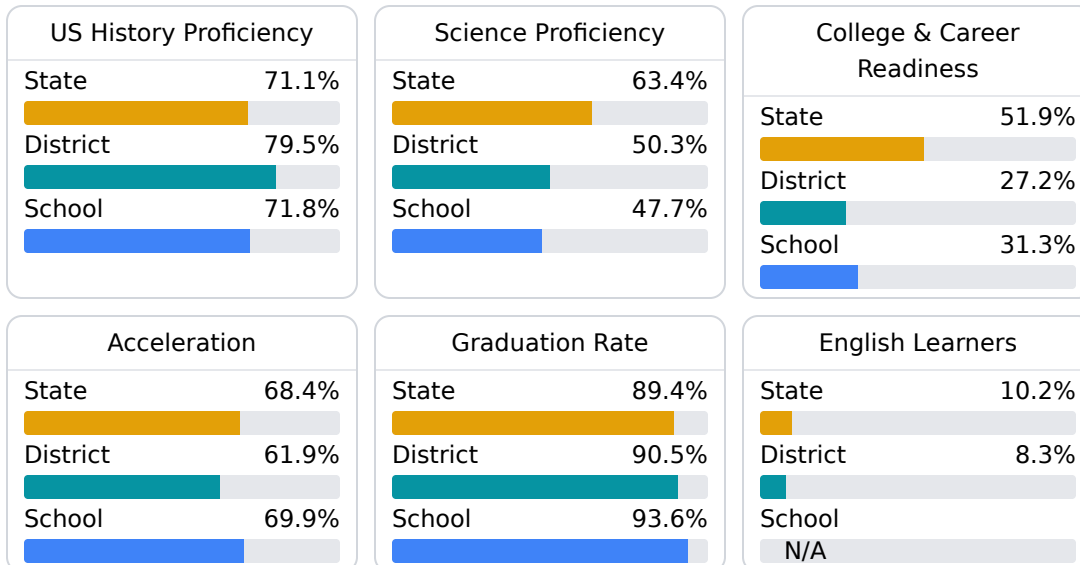 US History Proficiency
State 71.1%
District 79.5%
School 71.8%
Science Proficiency
State 63.4%
District 50.3%
School 47.7%
College & Career
Readiness
State 51.9%
District 27.2%
School 31.3%
Acceleration
State 68.4%
District 61.9%
School 69.9%
Graduation Rate
State 89.4%
District 90.5%
School 93.6%
English Learners
State 10.2%
District 8.3%
School
N/A